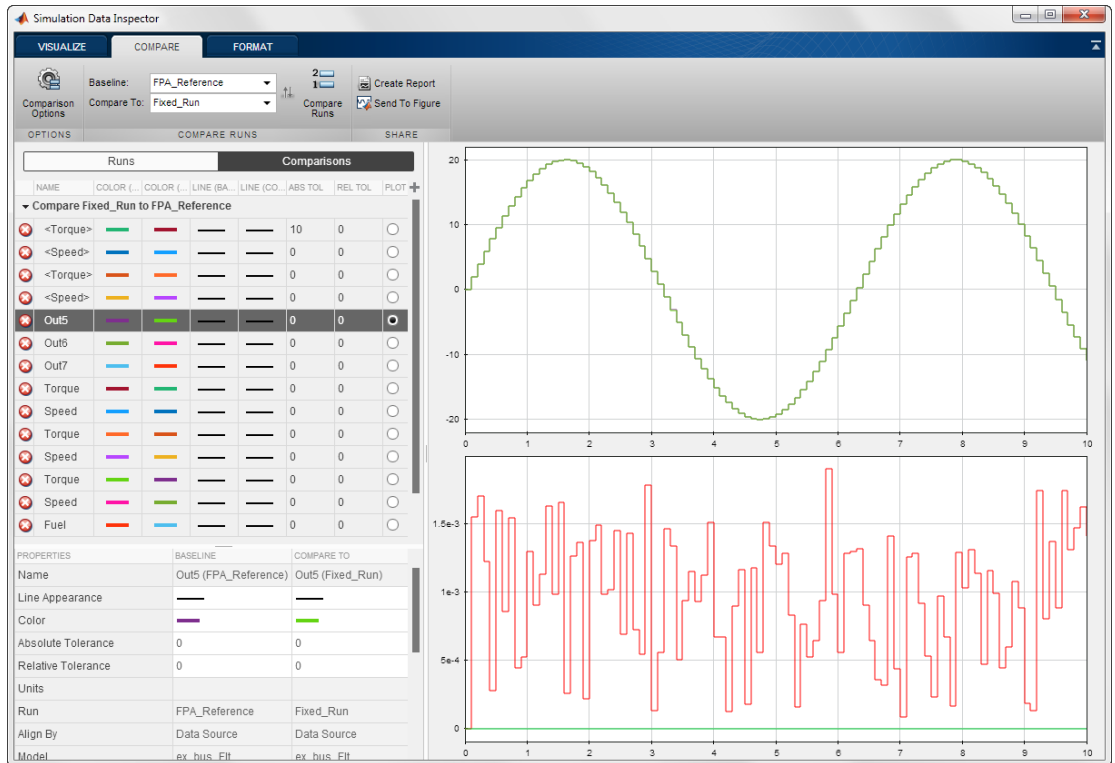 Simulation Data Inspector
VISUALIZE COMPARE FORMAT
Comparison Options
Baseline: FPA_Reference
Compare To: Fixed_Run
2
1
Compare Runs
Create Report
Send To Figure
OPTIONS COMPARE RUNS SHARE
Runs Comparisons
NAME COLOR (... COLOR (... LINE (BA... LINE (CO... ABS TOL REL TOL PLOT
Compare Fixed_Run to FPA_Reference
<Torque> 10 0
<Speed> 0 0
<Torque> 0 0
<Speed> 0 0
Out5 0 0
Out6 0 0
Out7 0 0
Torque 0 0
Speed 0 0
Torque 0 0
Speed 0 0
Torque 0 0
Speed 0 0
Fuel 0 0
PROPERTIES BASELINE COMPARE TO
Name Out5 (FPA_Reference) Out5 (Fixed_Run)
Line Appearance
Color
Absolute Tolerance 0 0
Relative Tolerance 0 0
Units
Run FPA_Reference Fixed_Run
Align By Data Source Data Source
Model ex_bus_Flt ex_bus_Flt
20
10
0
-10
-20
0 1 2 3 4 5 6 7 8 9 10
1.5e-3
1e-3
5e-4
0
0 1 2 3 4 5 6 7 8 9 10